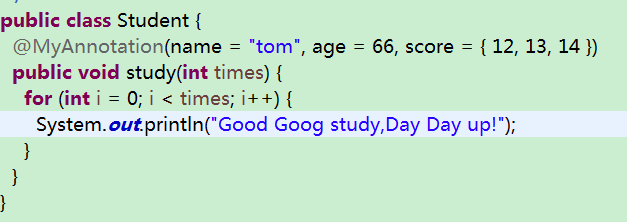 public class Student {
@MyAnnotation(name = "tom", age = 66, score = { 12, 13, 14 })
public void study(int times) {
for (int i = 0; i < times; i++) {
System.out.println("Good Goog study,Day Day up!");
}
}
}